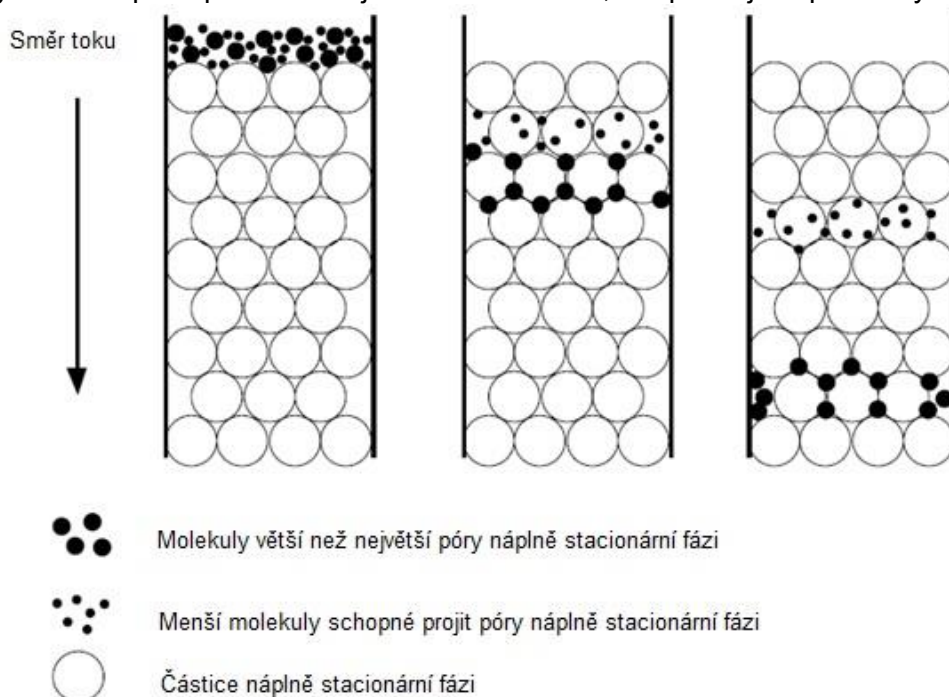 Směr toku
Molekuly větší než největší póry náplně stacionární fázi
Menší molekuly schopné projit póry náplně stacionární fázi
Částice náplně stacionární fázi